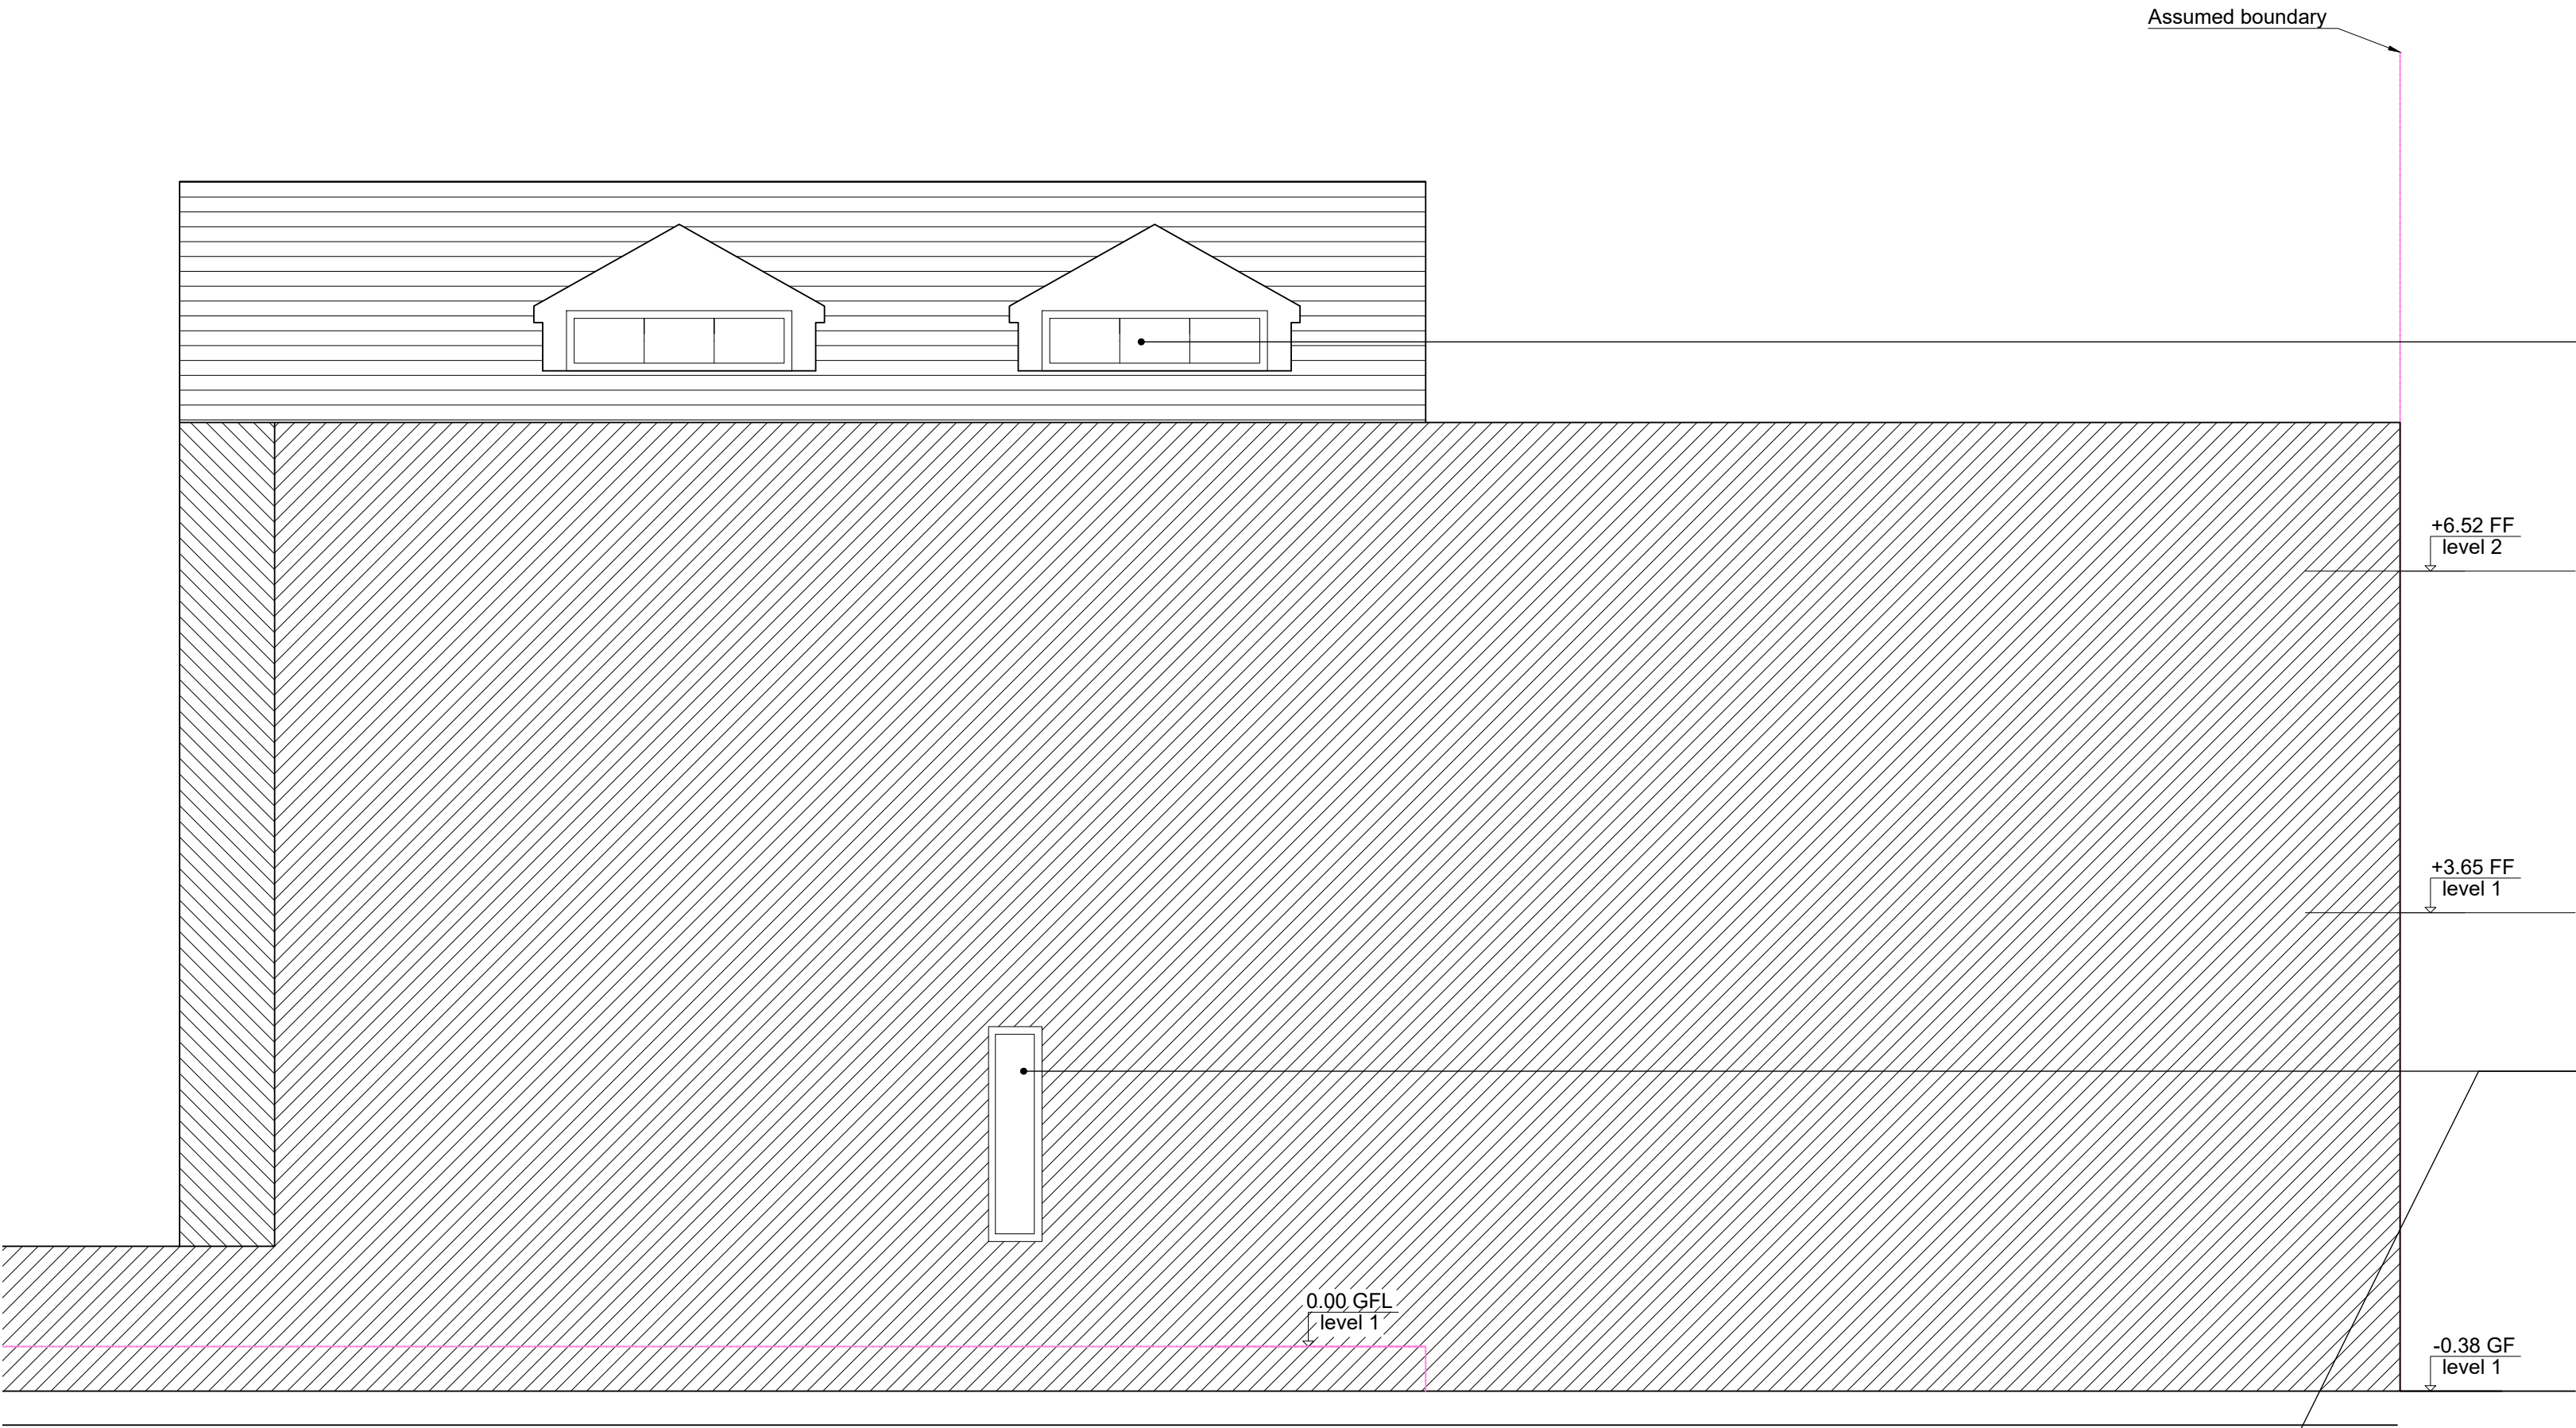 Assumed boundary
+6.52 FF
level 2
+3.65 FF
level 1
0.00 GFL
level 1
-0.38 GF
level 1